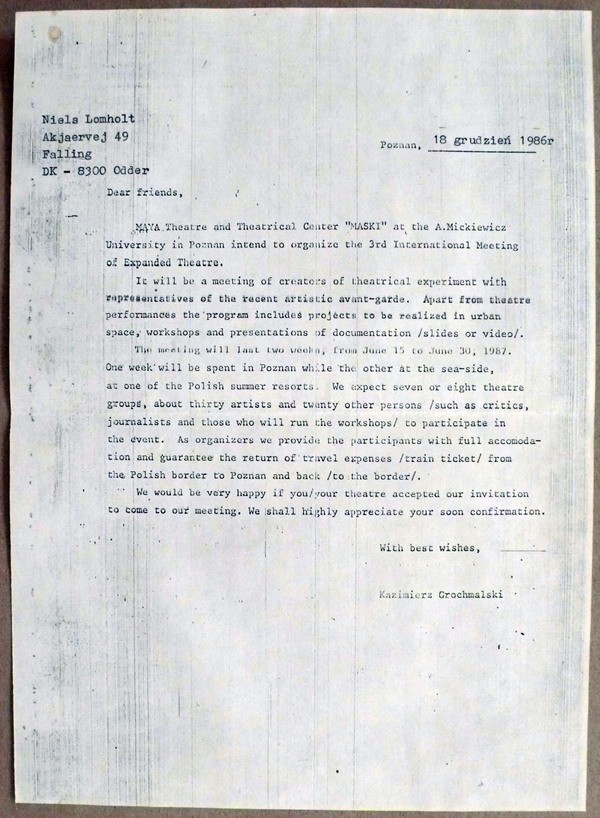 Niels Lomholt
Akjaervej 49
Falling
DK - 8300 Odder
Poznan, 18 grudzień 1986r
Dear friends,
MAYA Theatre and Theatrical Center "MASKI" at the A.Mickiewicz
University in Poznan intend to organize the 3rd International Meeting
of Expanded Theatre.
It will be a meeting of creators of theatrical experiment with
representatives of the recent artistic avant-garde. Apart from theatre
performances the program includes projects to be realized in urban
space, workshops and presentations of documentation /slides or video/.
The meeting will last two weeks, from June 15 to June 30, 1987.
One week will be spent in Poznan while the other at the sea-side,
at one of the Polish summer resorts. We expect seven or eight theatre
groups, about thirty artists and twenty other persons /such as critics,
journalists and those who will run the workshops/ to participate in
the event. As organizers we provide the participants with full accomoda-
tion and guarantee the return of travel expenses /train ticket/ from
the Polish border to Poznan and back /to the border/.
We would be very happy if you/your theatre accepted our invitation
to come to our meeting. We shall highly appreciate your soon confirmation.
With best wishes,
Kazimierz Grochmalski